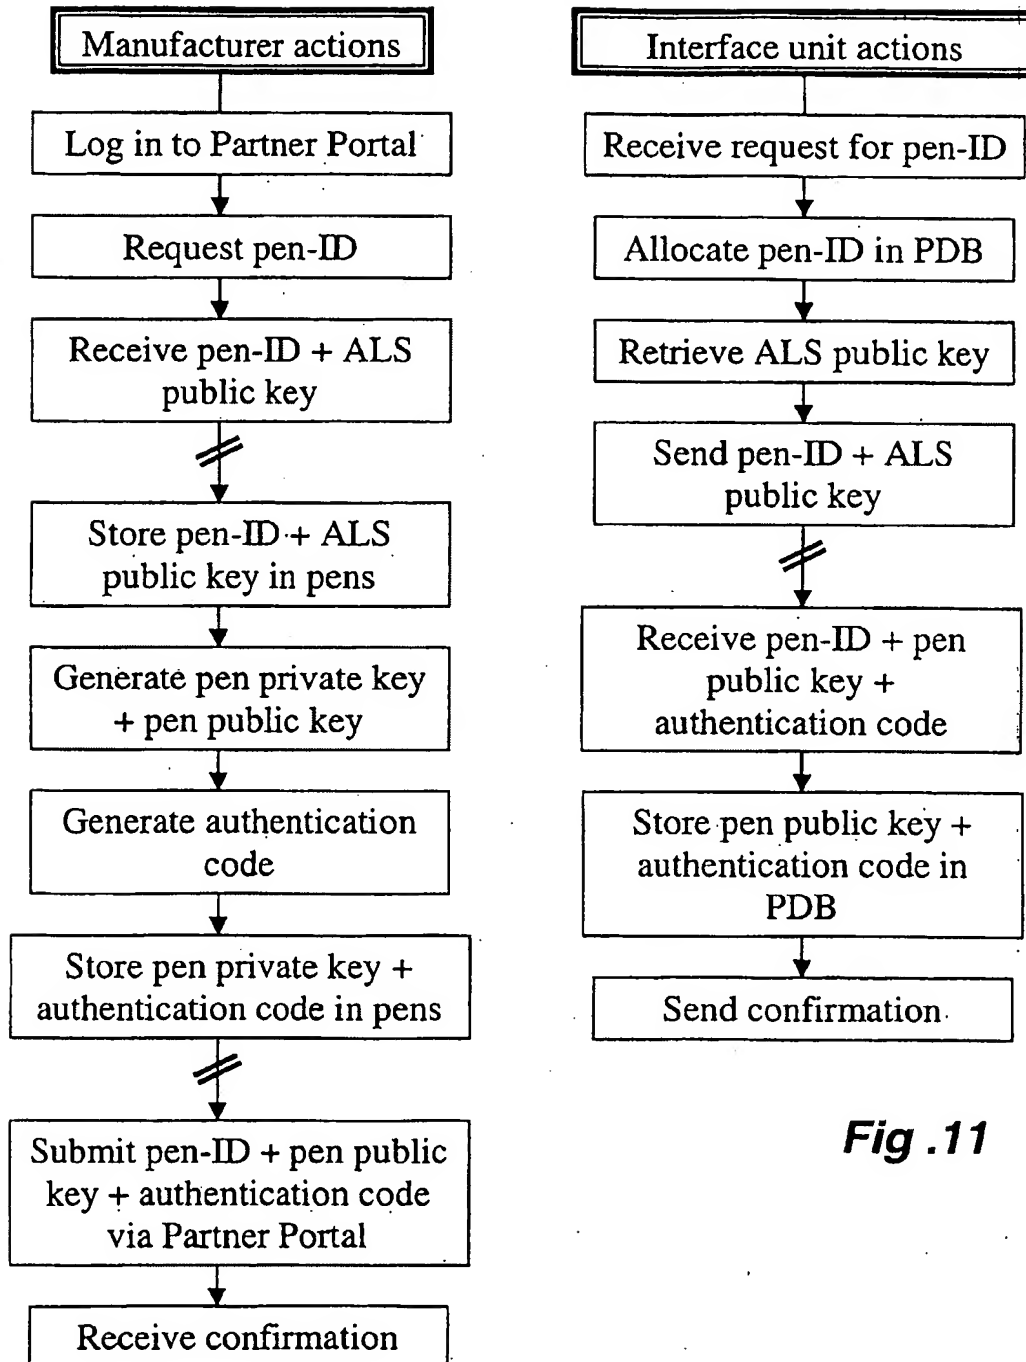 Manufacturer actions
Log in to Partner Portal
Request pen-ID
Receive pen-ID + ALS
public key
Store pen-ID + ALS
public key in pens
Generate pen private key
+ pen public key
Generate authentication
code
Store pen private key +
authentication code in pens
Submit pen-ID + pen public
key + authentication code
via Partner Portal
Receive confirmation
Interface unit actions
Receive request for pen-ID
Allocate pen-ID in PDB
Retrieve ALS public key
Send pen-ID + ALS
public key
Receive pen-ID + pen
public key +
authentication code
Store pen public key +
authentication code in
PDB
Send confirmation
Fig .11